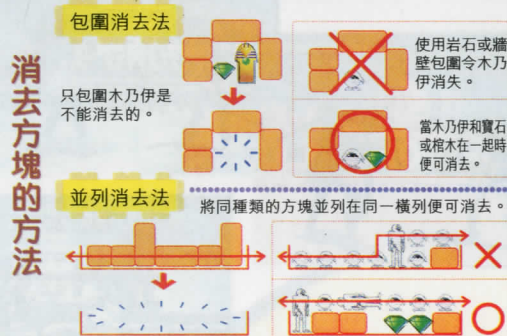 消去方塊的方法
包圍消去法
只包圍木乃伊是
不能消去的。
使用岩石或牆
壁包圍令木乃
伊消失。
當木乃伊和寶石
或棺木在一起時
便可消去。
並列消去法
將同種類的方塊並列在同一橫列便可消去。